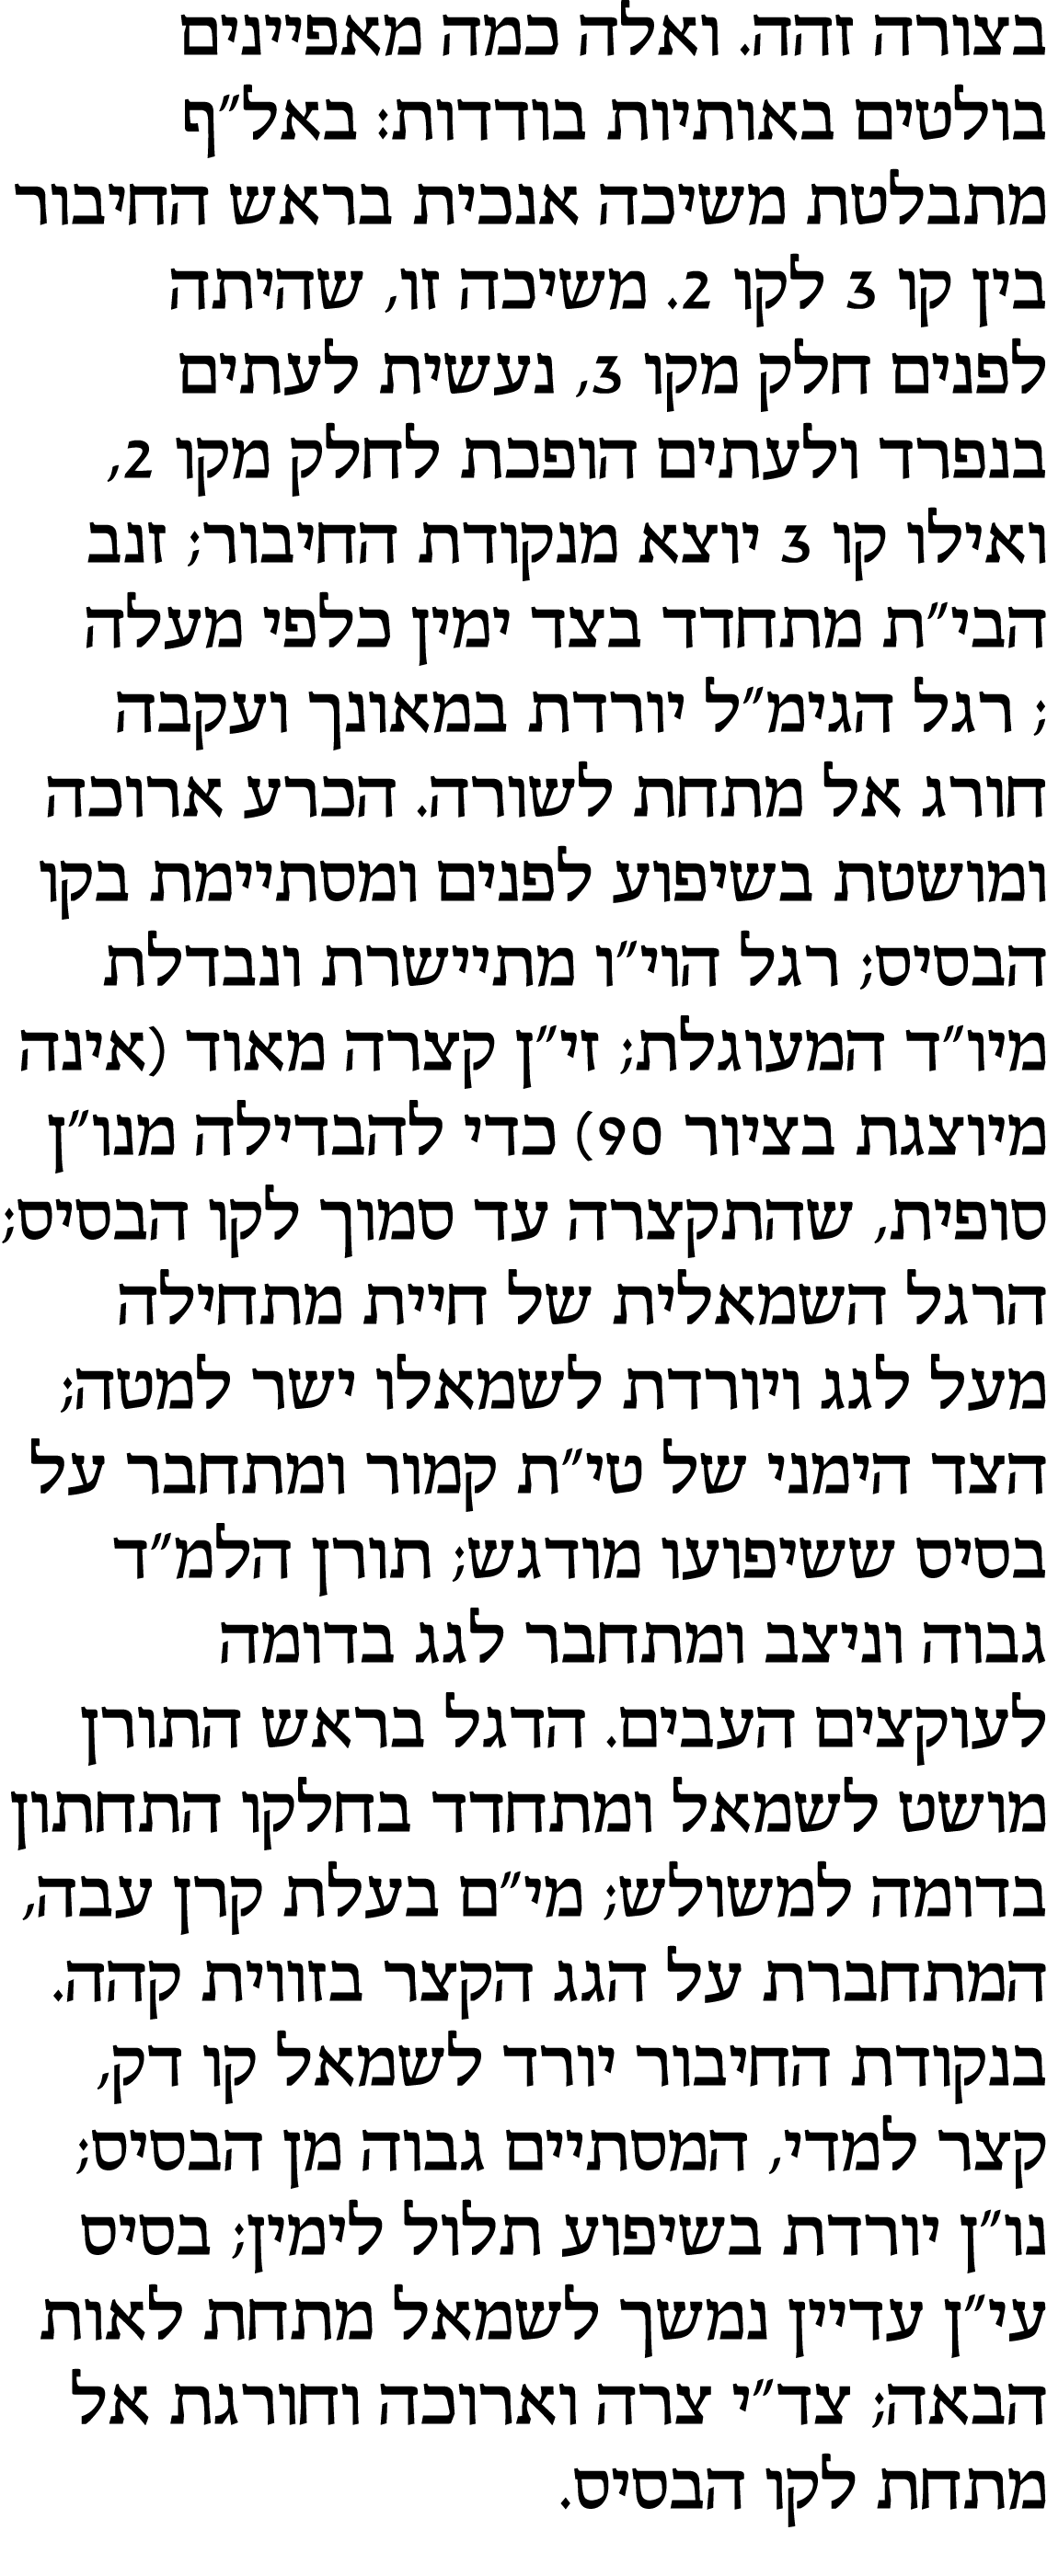 בצורה זהה. ואלה כמה מאפיינים
בולטים באותיות בודדות: באל״ף
מתבלטת משיכה אנכית בראש החיבור
בין קו 3 לקו 2. משיכה זו, שהיתה
לפנים חלק מקו 3, נעשית לעתים
בנפרד ולעתים הופכת לחלק מקו 2,
ואילו קו 3 יוצא מנקודת החיבור; זנב
הבי״ת מתחדד בצד ימין כלפי מעלה
; רגל הגימ״ל יורדת במאונך ועקבה
חורג אל מתחת לשורה. הכרע ארוכה
ומושטת בשיפוע לפנים ומסתיימת בקו
הבסיס; רגל הוי״ו מתיישרת ונבדלת
מיו״ד המעוגלת; זי״ן קצרה מאוד (אינה
מיוצגת בציור 90) כדי להבדילה מנו״ן
סופית, שהתקצרה עד סמוך לקו הבסיס;
הרגל השמאלית של חיית מתחילה
מעל לגג ויורדת לשמאלו ישר למטה;
הצד הימני של טי״ת קמור ומתחבר על
בסיס ששיפועו מודגש; תורן הלמ״ד
גבוה וניצב ומתחבר לגג בדומה
לעוקצים העבים. הדגל בראש התורן
מושט לשמאל ומתחדד בחלקו התחתון
בדומה למשולש; מי״ם בעלת קרן עבה,
המתחברת על הגג הקצר בזווית קהה.
בנקודת החיבור יורד לשמאל קו דק,
קצר למדי, המסתיים גבוה מן הבסיס;
נו״ן יורדת בשיפוע תלול לימין; בסיס
עי״ן עדיין נמשך לשמאל מתחת לאות
הבאה; צד״י צרה וארוכה וחורגת אל
מתחת לקו הבסיס.